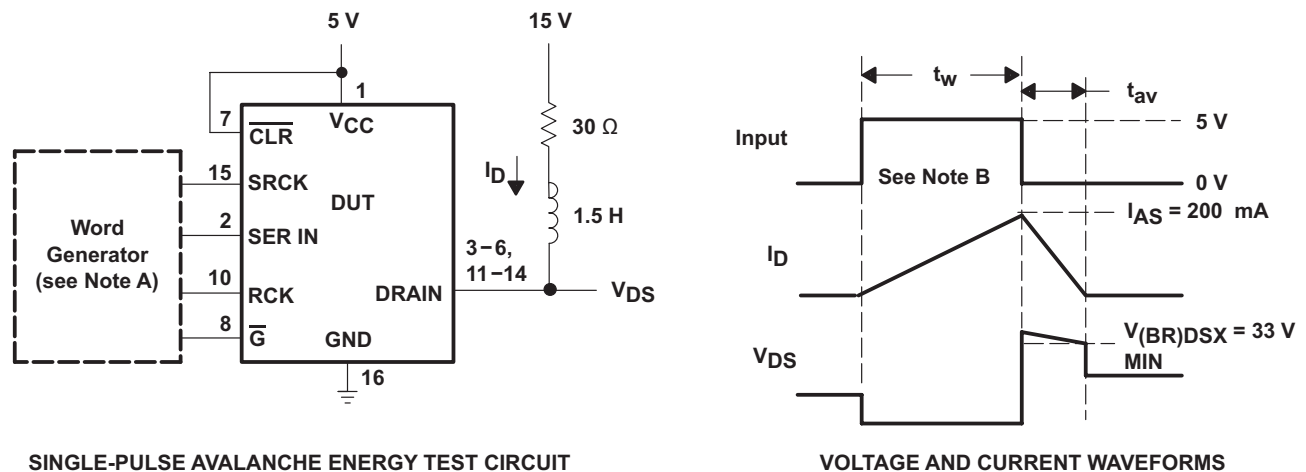 5 V
15 V
1
7
CLR
VCC
30 Ω
15
SRCK
DUT
ID
Word
Generator
(see Note A)
2
SER IN
1.5 H
3–6,
11–14
10
RCK
DRAIN
VDS
8
G
GND
16
SINGLE-PULSE AVALANCHE ENERGY TEST CIRCUIT
tw
tav
Input
5 V
See Note B
0 V
IAS = 200 mA
ID
V(BR)DSX = 33 V
MIN
VDS
VOLTAGE AND CURRENT WAVEFORMS